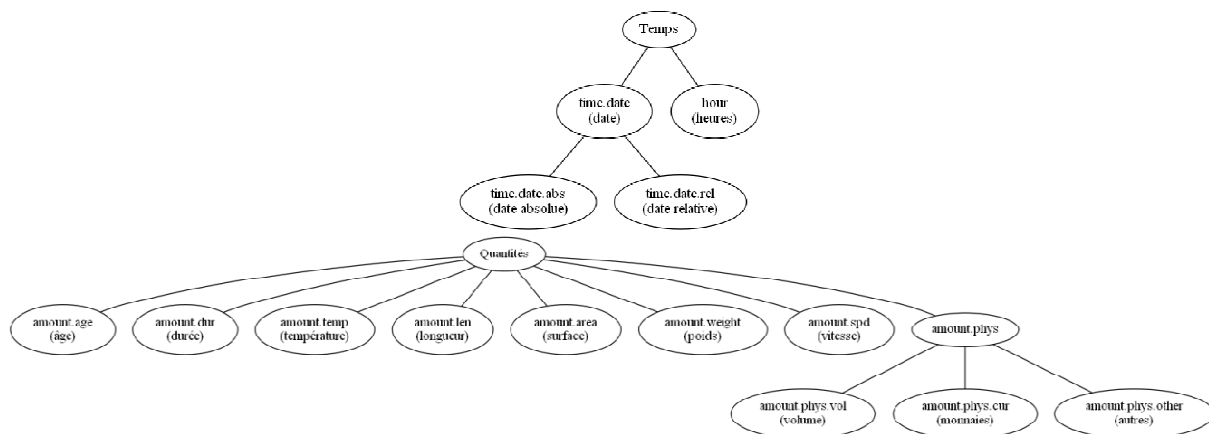 Temps
time.date
(date)
hour
(heures)
time.date.abs
(date absolue)
time.date.rel
(date relative)
Quantités
amount.age
(âge)
amount.dur
(durée)
amount.temp
(température)
amount.len
(longueur)
amount.area
(surface)
amount.weight
(poids)
amount.spd
(vitesse)
amount.phys
amount.phys.vol
(volume)
amount.phys.cur
(monnaies)
amount.phys.other
(autres)